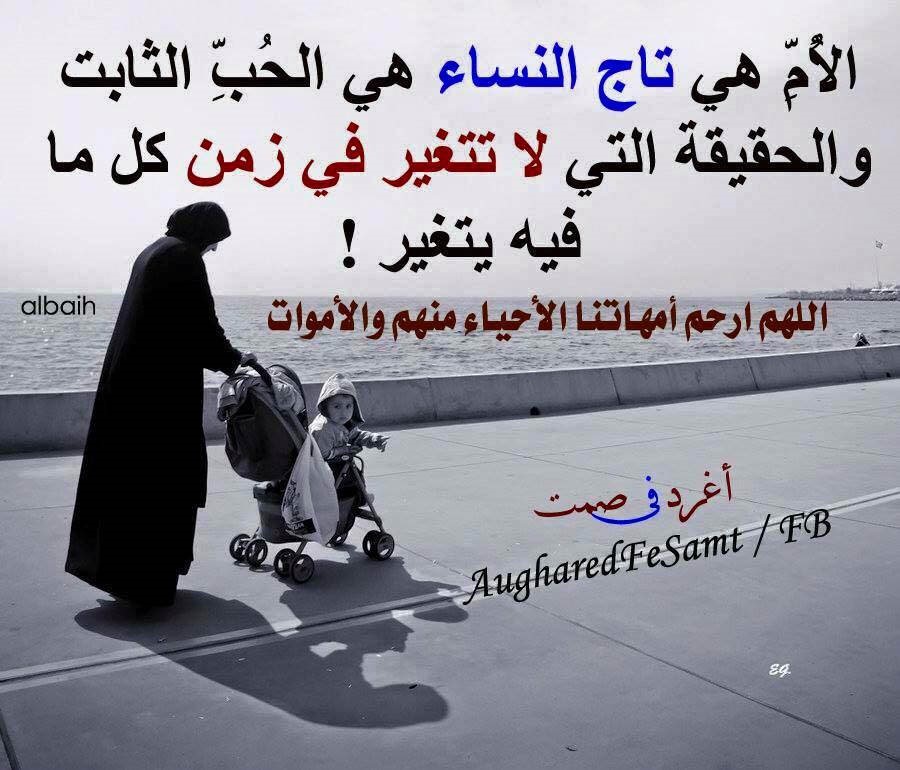 الأمِّ هي تاج النساء هي الحُبِّ الثابت
والحقيقة التي لا تتغير في زمن كل ما
فيه يتغير !
albaih
اللهم ارحم أمهاتنا الأحياء منهم والأموات
أغرد في صمت
AugharedFeSamt / FB
EG